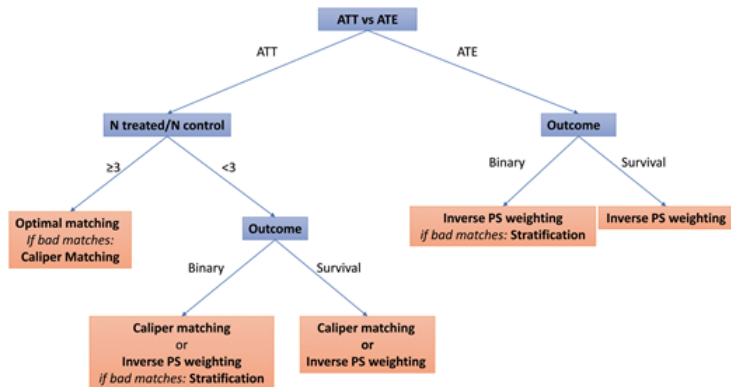 ATT vs ATE
ATT
ATE
N treated/N control
Outcome
≥3
<3
Binary
Survival
Optimal matching
If bad matches:
Caliper Matching
Outcome
Inverse PS weighting
if bad matches: Stratification
Inverse PS weighting
Binary
Survival
Caliper matching
or
Inverse PS weighting
if bad matches: Stratification
Caliper matching
or
Inverse PS weighting